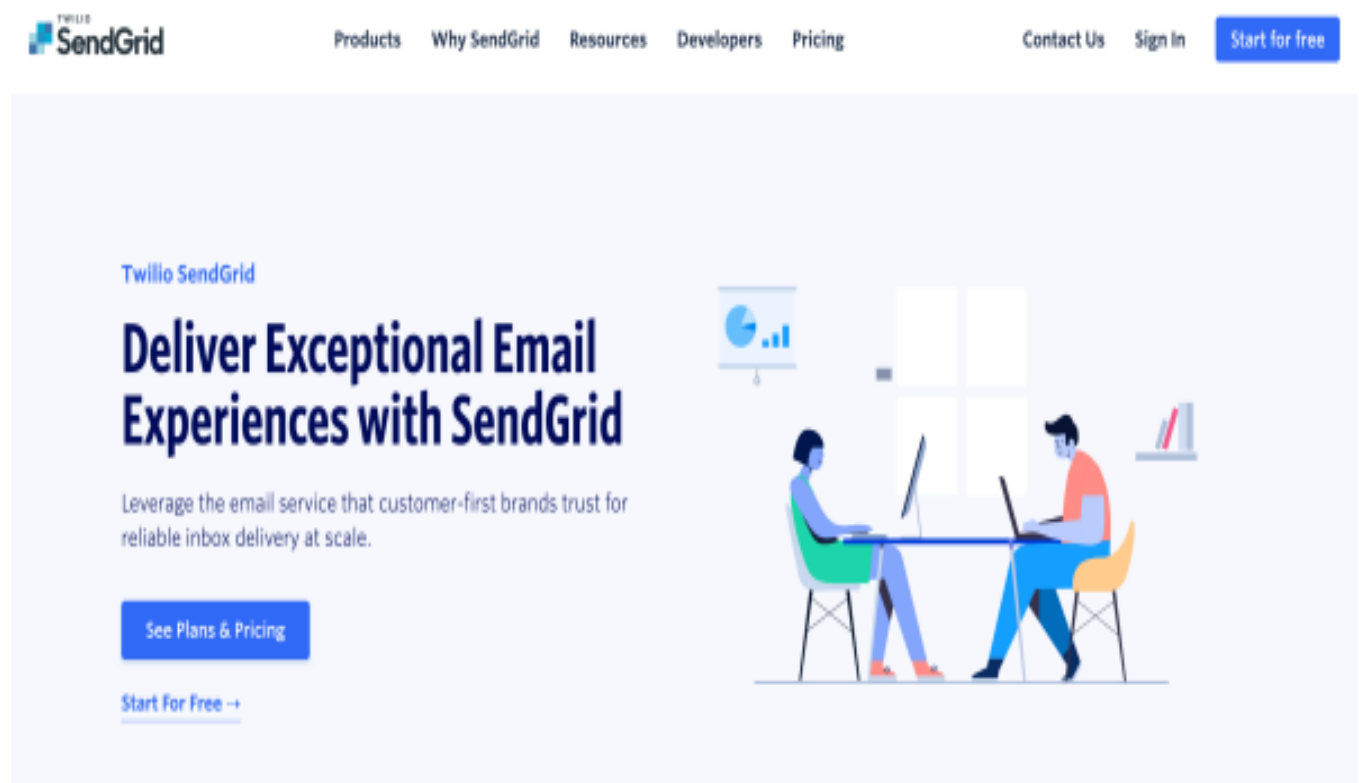 TWILIO
SendGrid
Products Why SendGrid Resources Developers Pricing Contact Us Sign In Start for free
Twilio SendGrid
Deliver Exceptional Email
Experiences with SendGrid
Leverage the email service that customer-first brands trust for
reliable inbox delivery at scale.
See Plans & Pricing
Start For Free →